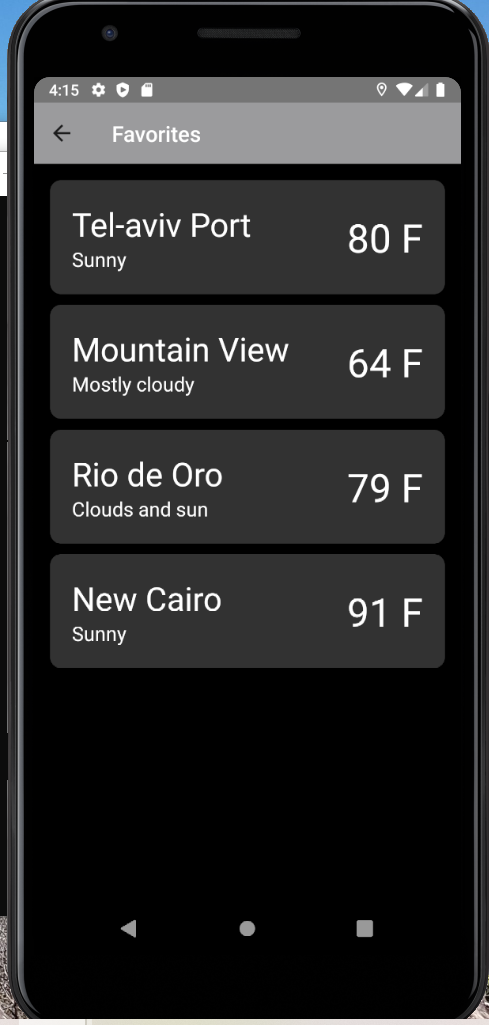 4:15
Favorites
Tel-aviv Port
Sunny
80 F
Mountain View
Mostly cloudy
64 F
Rio de Oro
Clouds and sun
79 F
New Cairo
Sunny
91 F